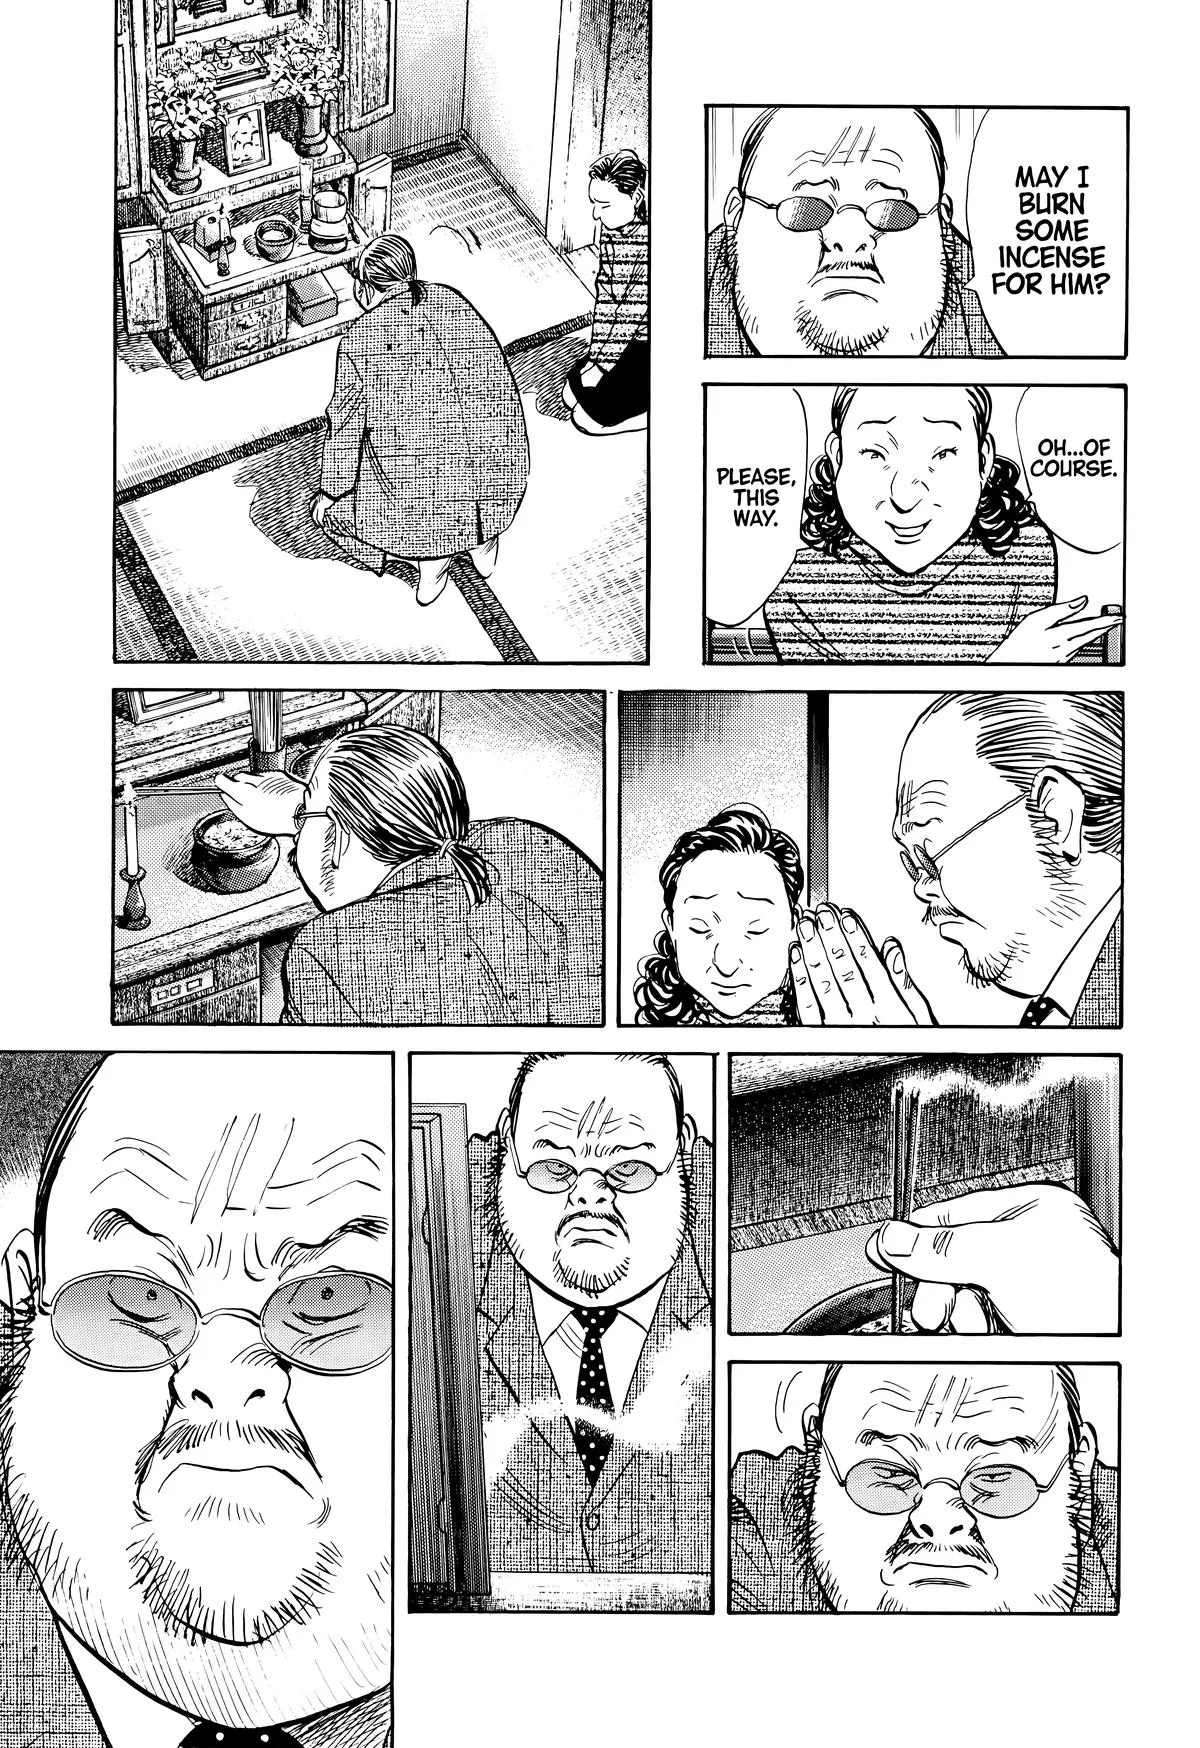 MAY I
BURN
SOME
INCENSE
FOR HIM?
OH...OF
COURSE.
PLEASE,
THIS
WAY.